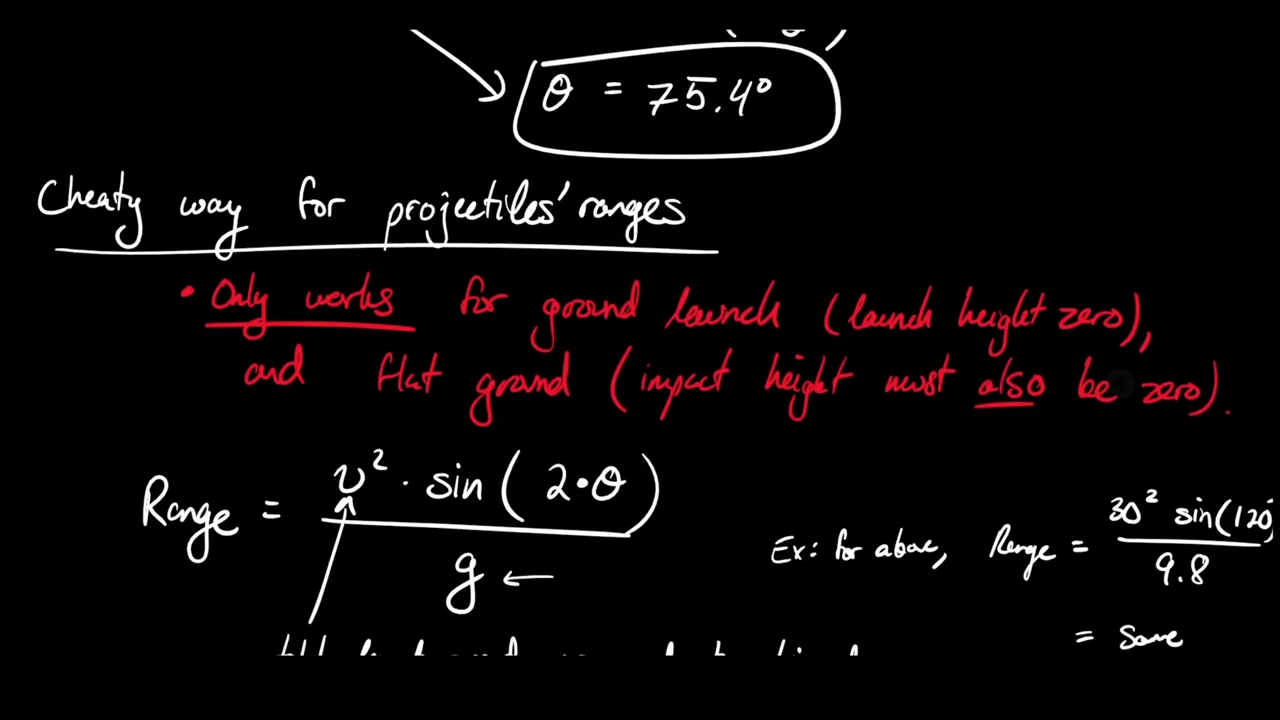 θ = 75.4°
Cheaty way for projectiles' ranges
• Only works for ground launch (launch height zero),
and flat ground (impact height must also be zero).
Range = v² · sin(2·θ) / g ←
Ex: for above, Range = 30² sin(120) / 9.8
= Same